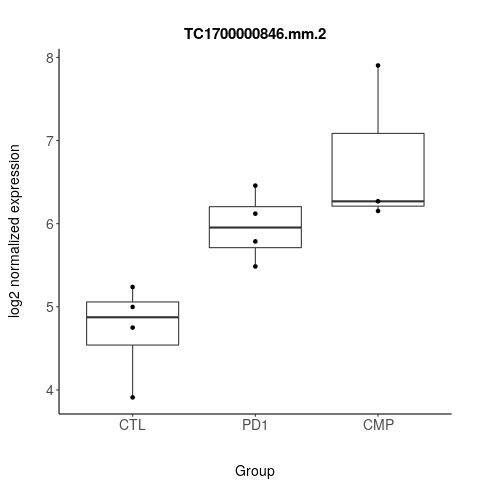 TC1700000846.mm.2
8
7
6
5
4
log2 normalized expression
CTL PD1 CMP
Group